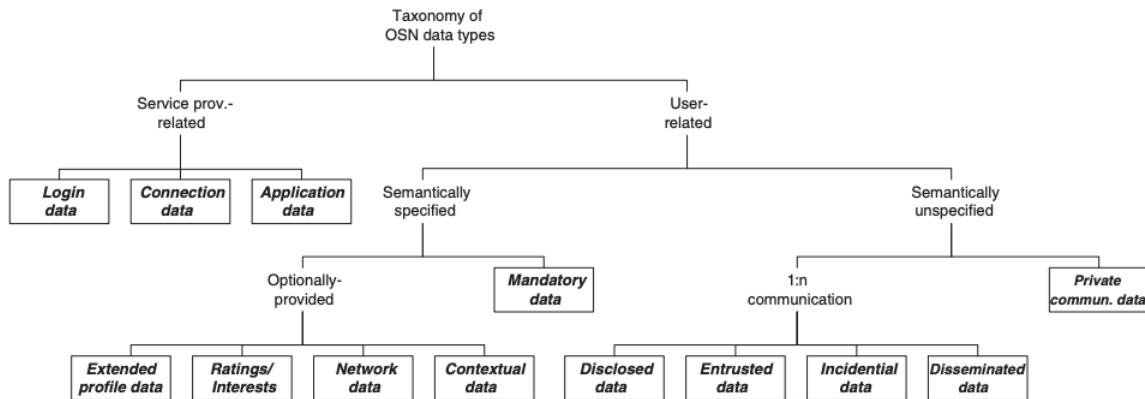 Taxonomy of
OSN data types
Service prov.-
related
User-
related
Login
data
Connection
data
Application
data
Semantically
specified
Semantically
unspecified
Optionally-
provided
Mandatory
data
1:n
communication
Private
commun. data
Extended
profile data
Ratings/
Interests
Network
data
Contextual
data
Disclosed
data
Entrusted
data
Incidential
data
Disseminated
data